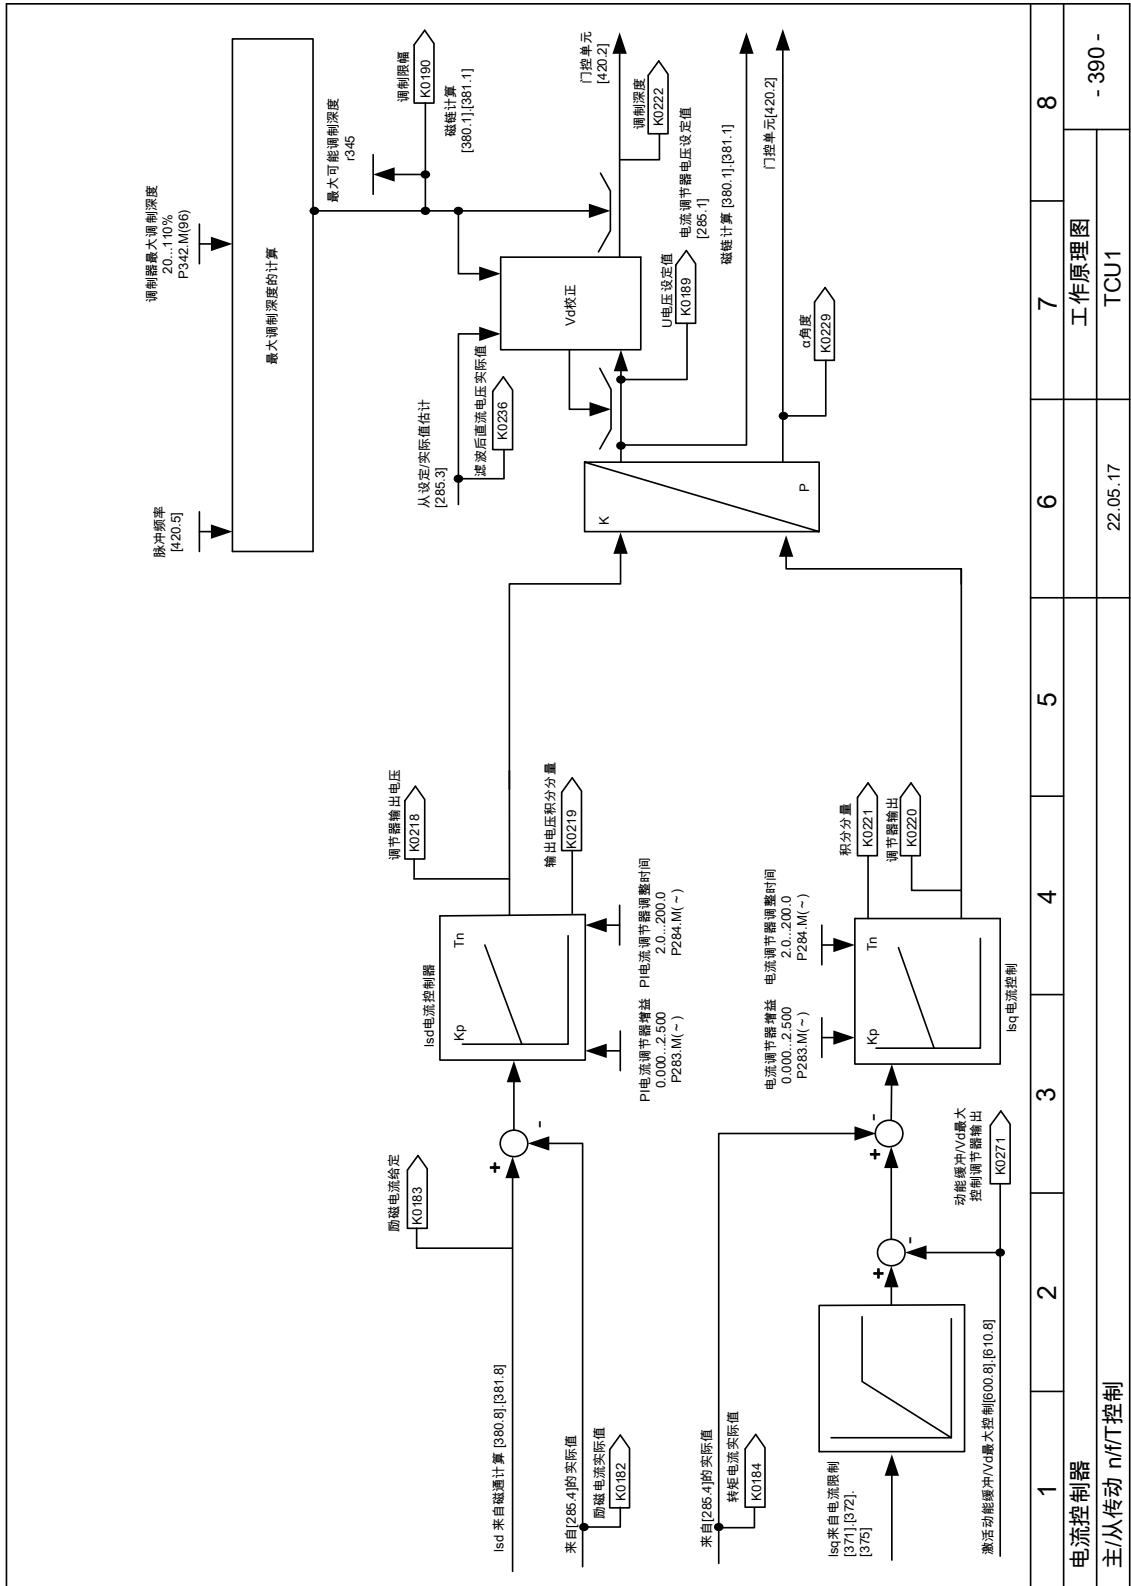 调制器最大调制深度
20...110%
P342.M(96)
脉冲频率
[420.5]
最大调制深度的计算
最大可能调制深度
r345
调制限幅
K0190
磁链计算
[380.1].[381.1]
门控单元
[420.2]
调制深度
K0222
从设定/实际值估计
[285.3]
滤波后直流电压实际值
K0236
Vd校正
U电压设定值
K0189
电流调节器电压设定值
[285.1]
磁链计算 [380.1].[381.1]
门控单元[420.2]
α角度
K0229
K
P
调节器输出电压
K0218
输出电压积分分量
K0219
Isd电流控制器
Kp
Tn
PI电流调节器增益
0.000...2.500
P283.M(~)
PI电流调节器调整时间
2.0...200.0
P284.M(~)
励磁电流给定
K0183
+
-
Isd 来自磁通计算 [380.8].[381.8]
来自[285.4]的实际值
励磁电流实际值
K0182
电流调节器增益
0.000...2.500
P283.M(~)
电流调节器调整时间
2.0...200.0
P284.M(~)
积分分量
K0221
调节器输出
K0220
Kp
Tn
Isq电流控制
来自[285.4]的实际值
转矩电流实际值
K0184
+
-
+
-
Isq来自电流限制
[371].[372].
[375]
动能缓冲/Vd最大
控制调节器输出
K0271
激活动能缓冲/Vd最大控制[600.8].[610.8]
1
2
3
4
5
6
7
8
电流控制器
工作原理图
- 390 -
主/从传动 n/f/T控制
22.05.17
TCU1